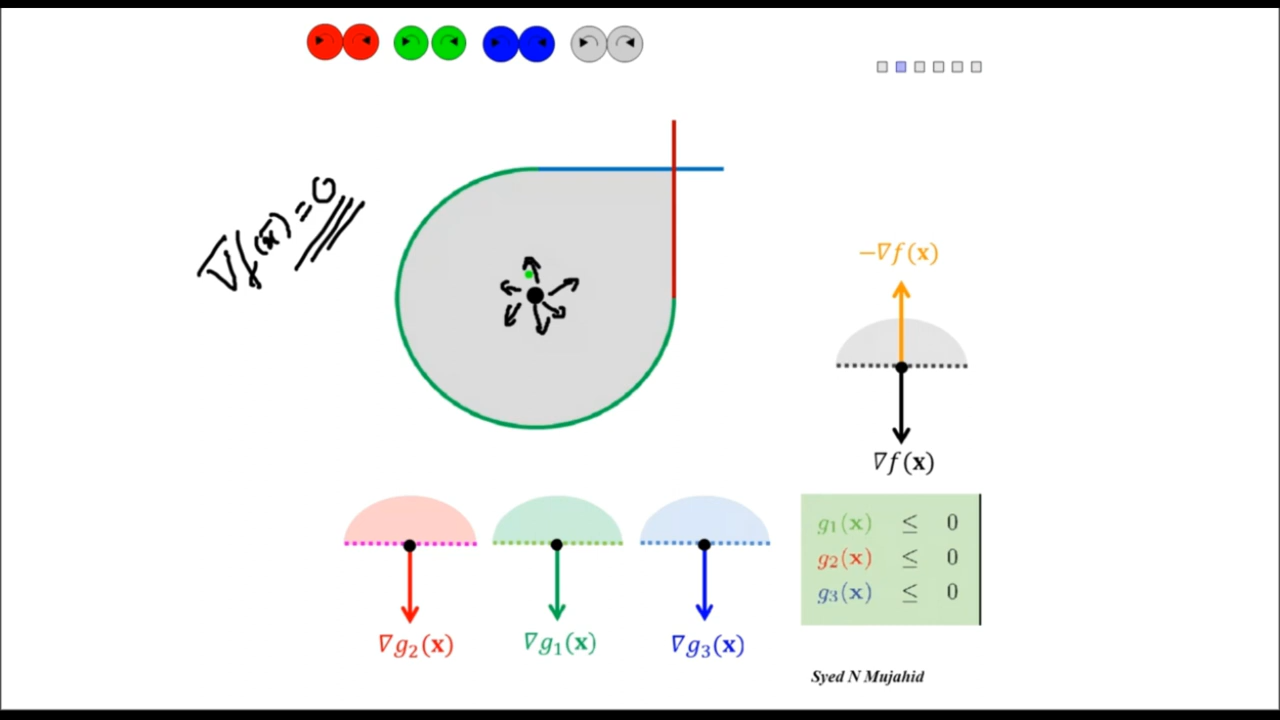 ∇f(x̄)=0
−∇f(x)
∇f(x)
g₁(x) ≤ 0
g₂(x) ≤ 0
g₃(x) ≤ 0
∇g₂(x) ∇g₁(x) ∇g₃(x)
Syed N Mujahid